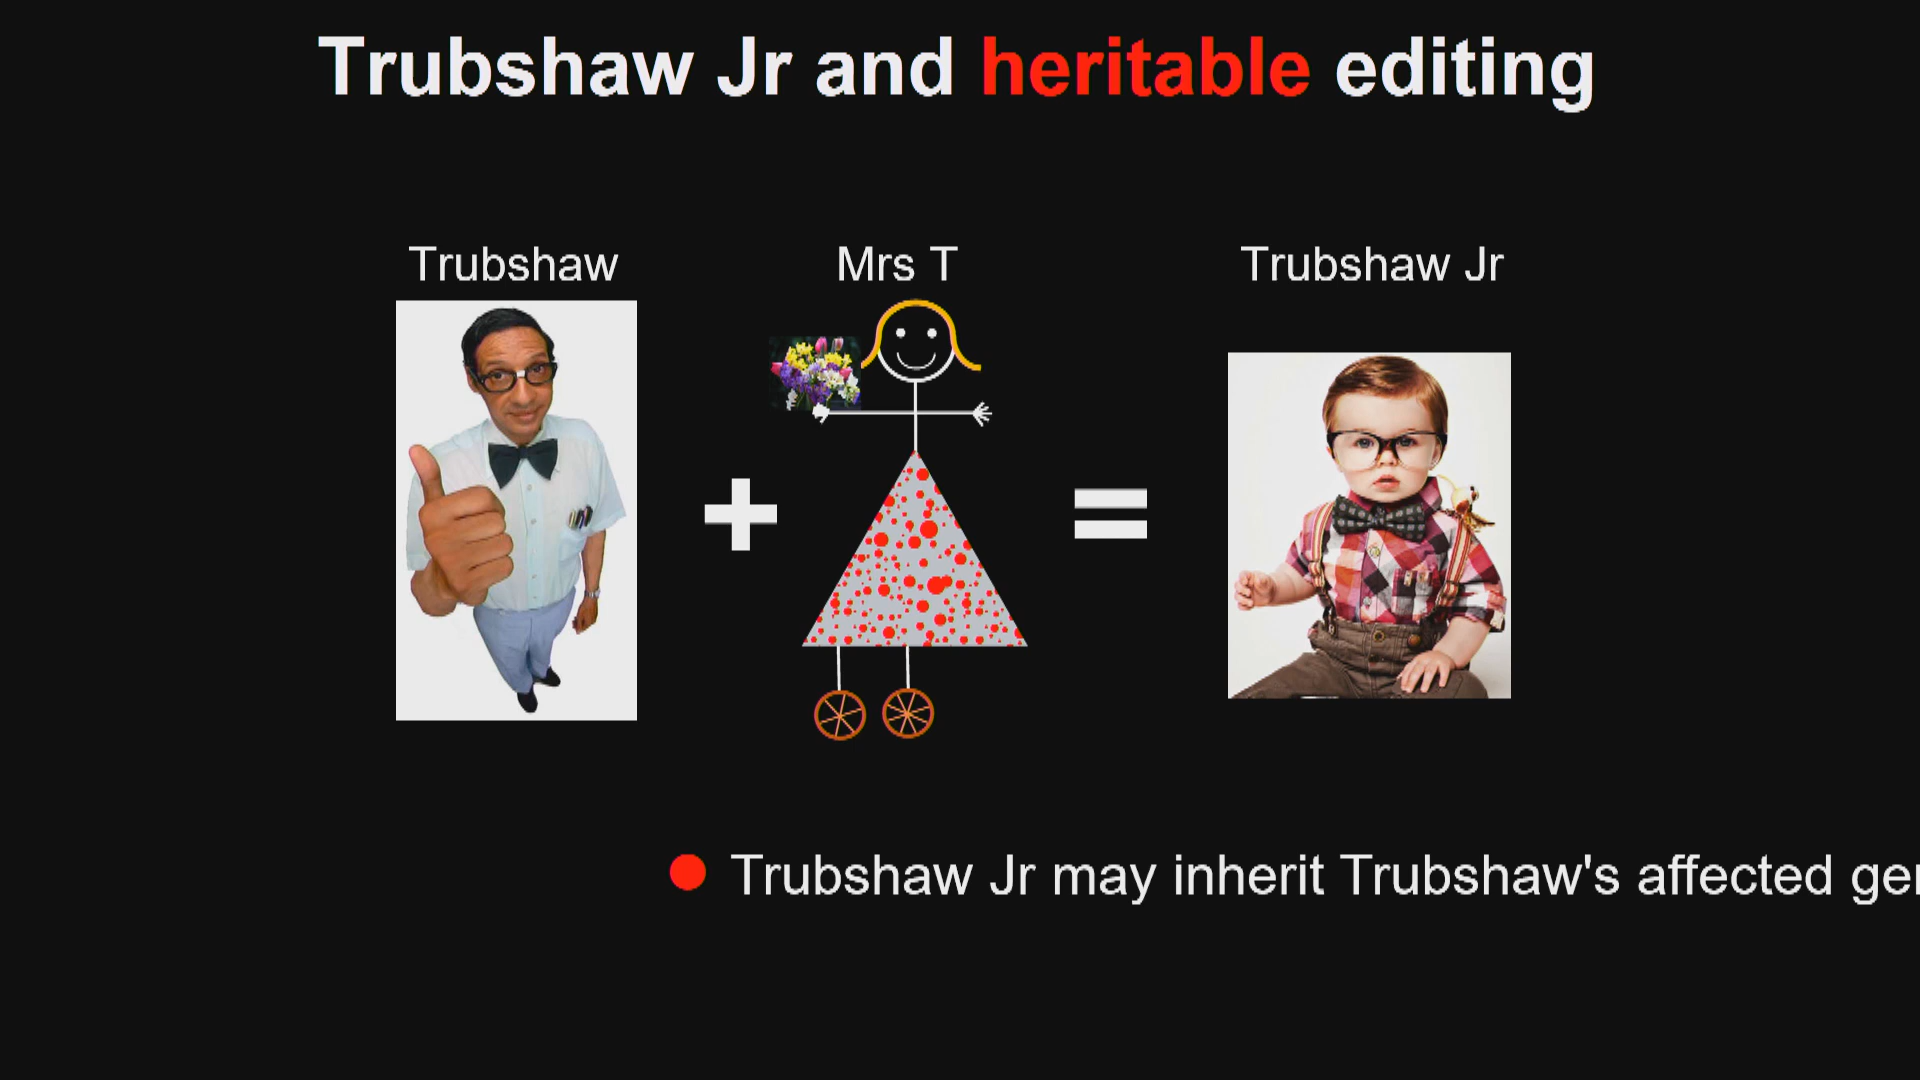 Trubshaw Jr and heritable editing
Trubshaw Mrs T Trubshaw Jr
Trubshaw Jr may inherit Trubshaw's affected